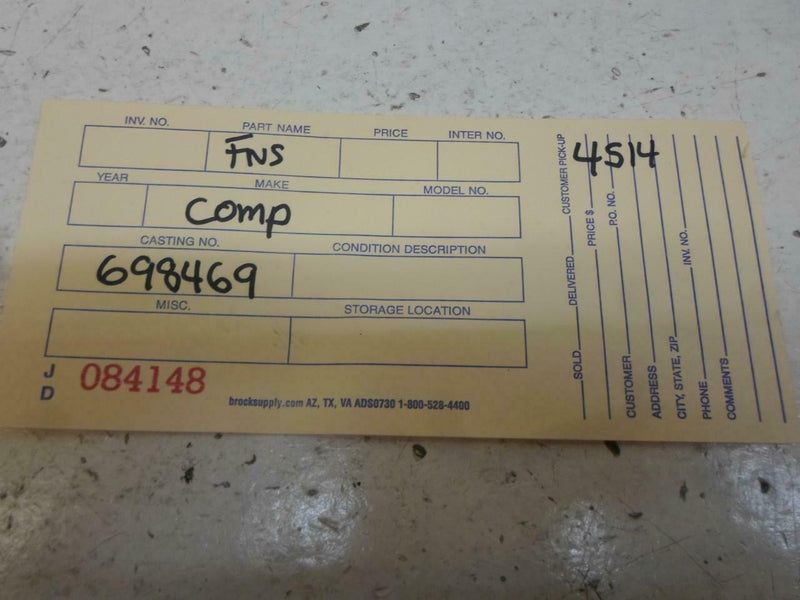 INV. NO. PART NAME PRICE INTER NO.
FNS
YEAR MAKE MODEL NO.
Comp
CASTING NO. CONDITION DESCRIPTION
698469
MISC. STORAGE LOCATION
J D 084148
brocksupply.com AZ, TX, VA ADS0730 1-800-528-4400
4514
SOLD DELIVERED CUSTOMER PICK-UP
PRICE $
P.O. NO.
CUSTOMER
ADDRESS
CITY, STATE, ZIP INV. NO.
PHONE
COMMENTS